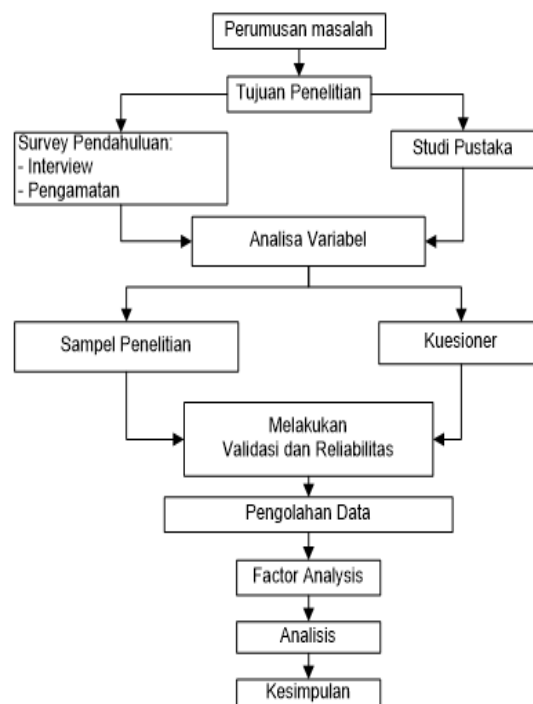 Perumusan masalah
Tujuan Penelitian
Survey Pendahuluan:
- Interview
- Pengamatan
Studi Pustaka
Analisa Variabel
Sampel Penelitian
Kuesioner
Melakukan
Validasi dan Reliabilitas
Pengolahan Data
Factor Analysis
Analisis
Kesimpulan